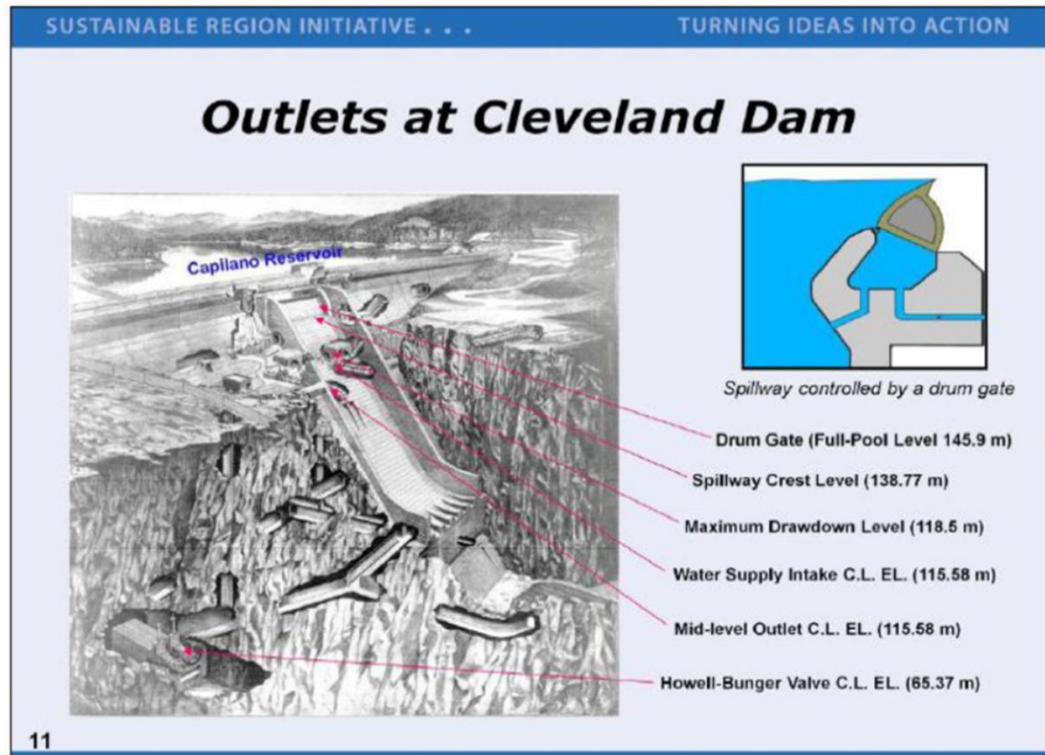 SUSTAINABLE REGION INITIATIVE . . .
TURNING IDEAS INTO ACTION
Outlets at Cleveland Dam
Capilano Reservoir
Spillway controlled by a drum gate
Drum Gate (Full-Pool Level 145.9 m)
Spillway Crest Level (138.77 m)
Maximum Drawdown Level (118.5 m)
Water Supply Intake C.L. EL. (115.58 m)
Mid-level Outlet C.L. EL. (115.58 m)
Howell-Bunger Valve C.L. EL. (65.37 m)
11